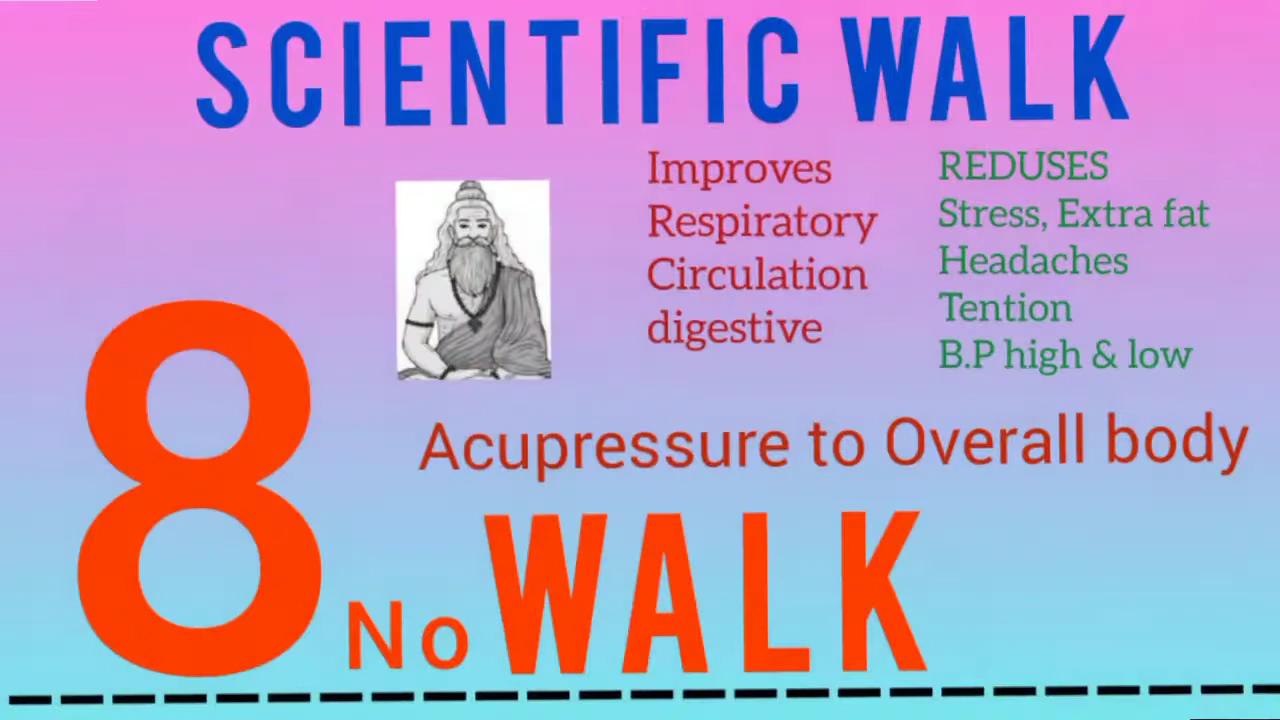 SCIENTIFIC WALK
Improves
Respiratory
Circulation
digestive
REDUSES
Stress, Extra fat
Headaches
Tention
B.P high & low
Acupressure to Overall body
8 No WALK